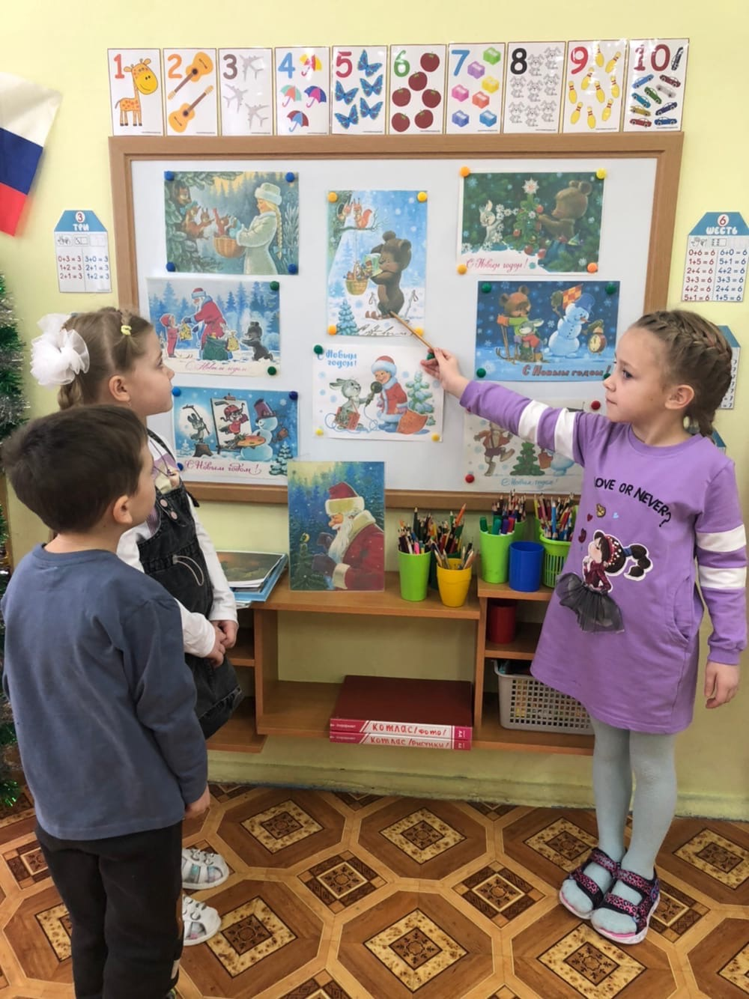 1 2 3 4 5 6 7 8 9 10
3
ТРИ
0+3=3 3+0=3
1+2=3 2+1=3
2+1=3 1+2=3
6
ШЕСТЬ
0+6=6 6+0=6
1+5=6 5+1=6
2+4=6 4+2=6
3+3=6 3+3=6
4+2=6 2+4=6
5+1=6 1+5=6
С Новым годом!
С Новым годом!
С Новым годом!
С Новым
годом!
С Новым годом!
С Новым годом!
LOVE OR NEVER?
КОТЛАС /ФОТО/
КОТЛАС /РИСУНКИ/